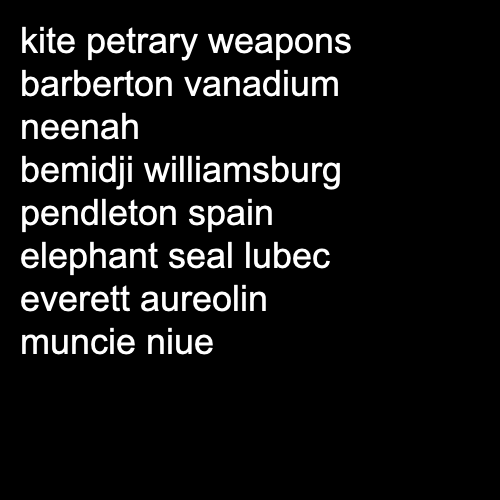 kite petrary weapons
barberton vanadium
neenah
bemidji williamsburg
pendleton spain
elephant seal lubec
everett aureolin
muncie niue